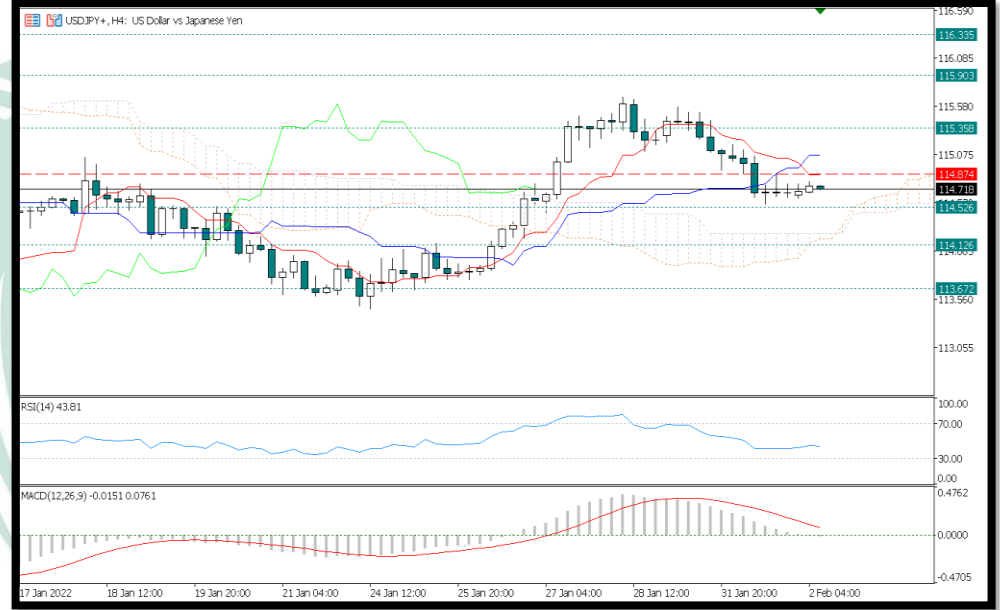 USDJPY+, H4: US Dollar vs Japanese Yen
116.590
116.335
116.085
115.903
115.580
115.358
115.075
114.874
114.718
114.526
114.126
113.672
113.560
113.055
RSI(14) 43.81
100.00
70.00
30.00
0.00
MACD(12,26,9) -0.0151 0.0761
0.4762
0.0000
-0.4705
17 Jan 2022
18 Jan 12:00
19 Jan 20:00
21 Jan 04:00
24 Jan 12:00
25 Jan 20:00
27 Jan 04:00
28 Jan 12:00
31 Jan 20:00
2 Feb 04:00